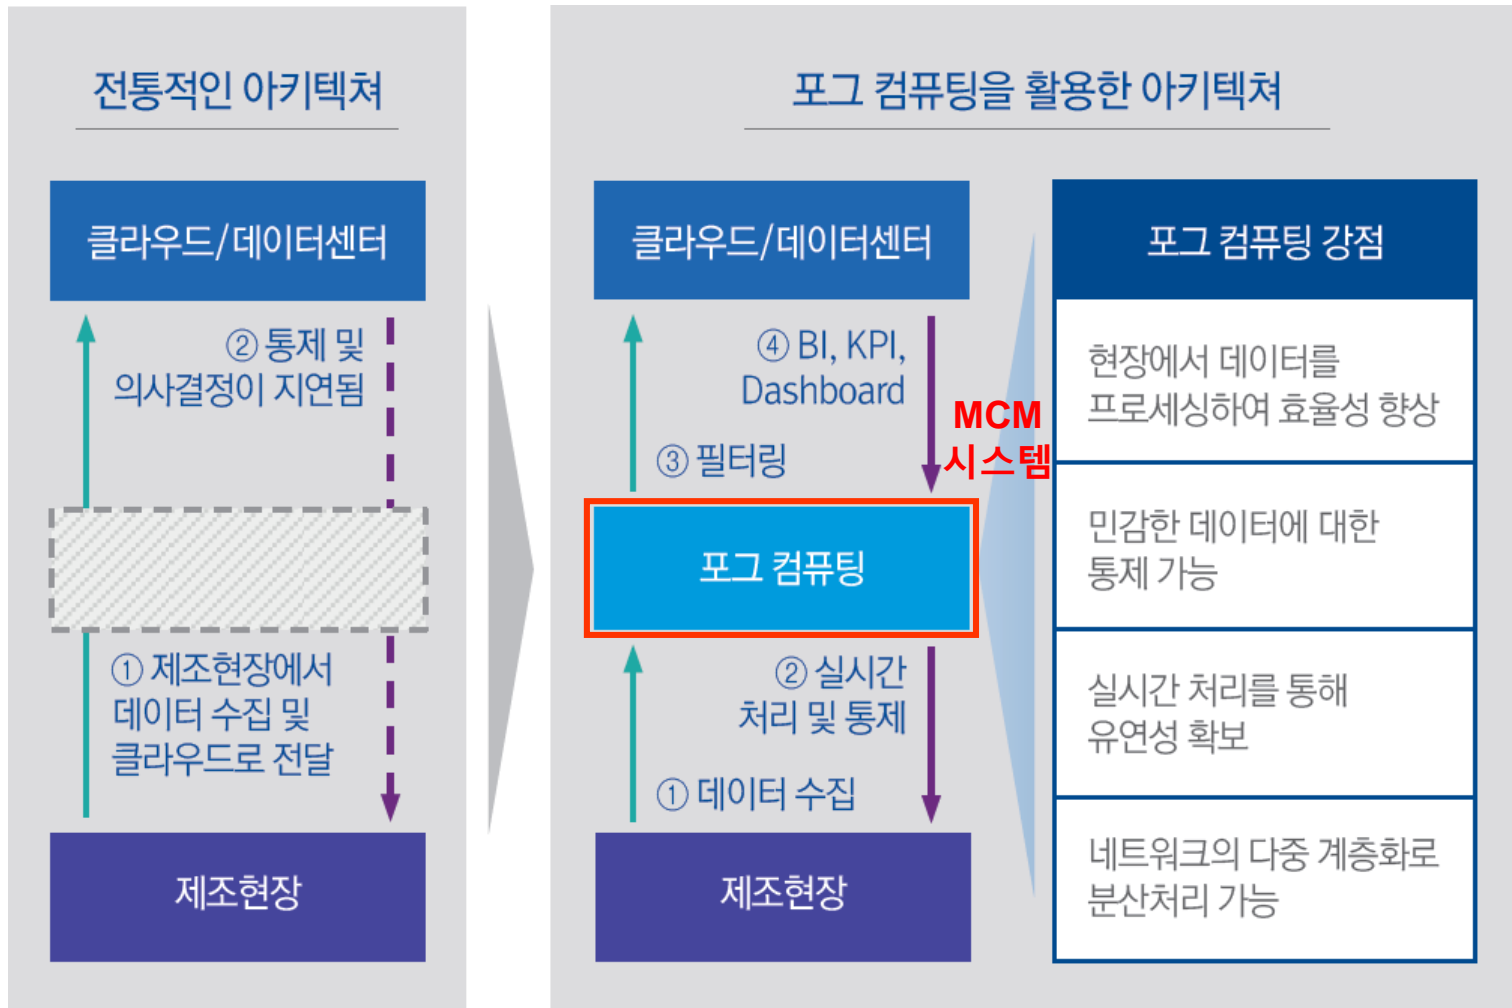 전통적인 아키텍쳐
클라우드/데이터센터
② 통제 및
의사결정이 지연됨
① 제조현장에서
데이터 수집 및
클라우드로 전달
제조현장
포그 컴퓨팅을 활용한 아키텍쳐
클라우드/데이터센터
④ BI, KPI,
Dashboard
③ 필터링
MCM
시스템
포그 컴퓨팅
② 실시간
처리 및 통제
① 데이터 수집
제조현장
포그 컴퓨팅 강점
현장에서 데이터를
프로세싱하여 효율성 향상
민감한 데이터에 대한
통제 가능
실시간 처리를 통해
유연성 확보
네트워크의 다중 계층화로
분산처리 가능